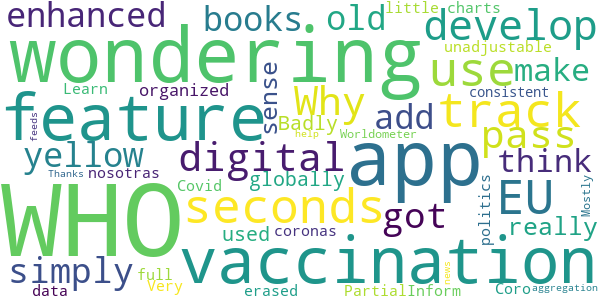 enhanced books old little charts develop
wondering unadjustable
Learn organized sense Why use make
feature add track consistent
feeds Badly pass
yellow digital help Worldometer app think
Thanks nosotras Covid globally politics Mostly
WHO seconds got EU really
simply used coronas vaccination
data full Very erased PartialInform news Coro aggregation